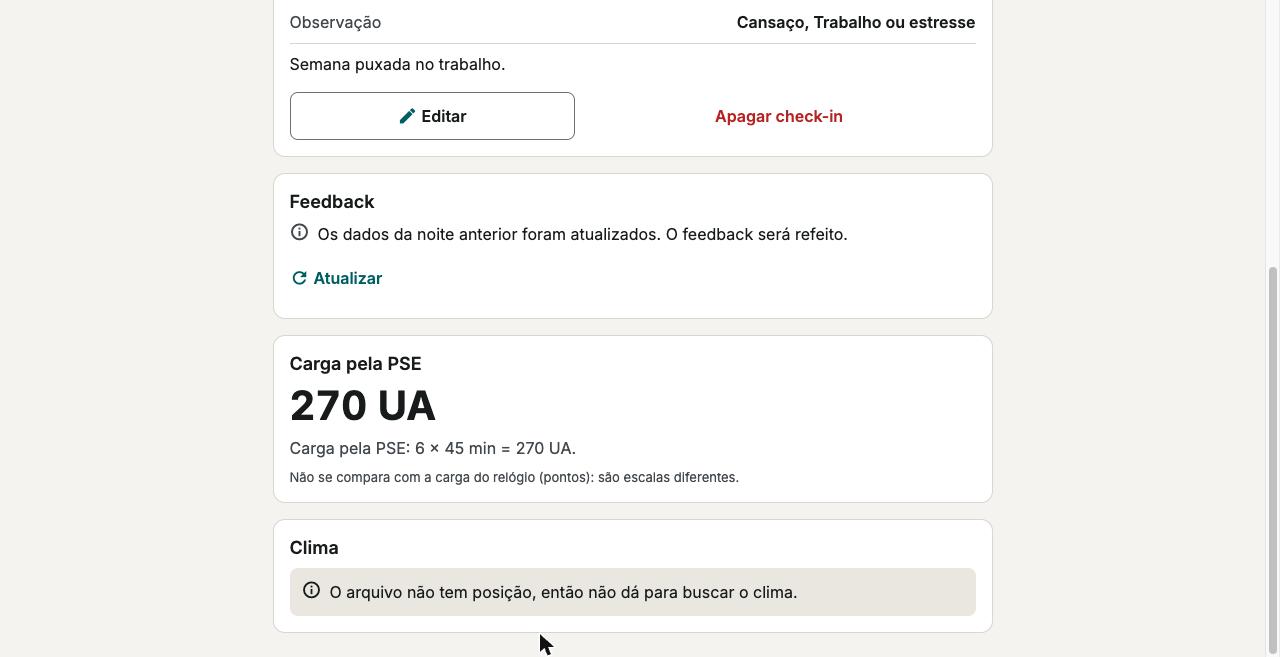 Observação
Cansaço, Trabalho ou estresse
Semana puxada no trabalho.
Editar
Apagar check-in
Feedback
Os dados da noite anterior foram atualizados. O feedback será refeito.
Atualizar
Carga pela PSE
270 UA
Carga pela PSE: 6 × 45 min = 270 UA.
Não se compara com a carga do relógio (pontos): são escalas diferentes.
Clima
O arquivo não tem posição, então não dá para buscar o clima.